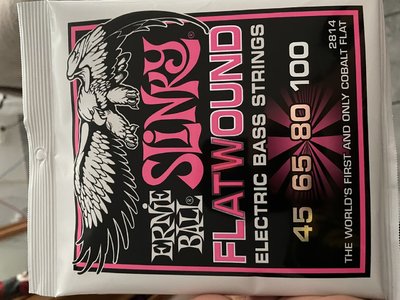 ERNIE
BALL®
SLINKY®
FLATWOUND
ELECTRIC BASS STRINGS
45 65 80 100
THE WORLD'S FIRST AND ONLY COBALT FLAT
2814